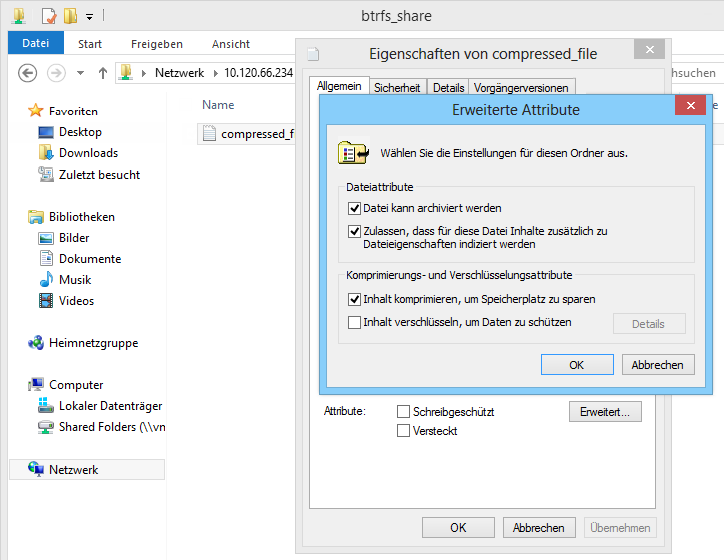 btrfs_share
Datei Start Freigeben Ansicht
Netzwerk 10.120.66.234
hsuchen
Name
compressed_fi
Favoriten
Desktop
Downloads
Zuletzt besucht
Bibliotheken
Bilder
Dokumente
Musik
Videos
Heimnetzgruppe
Computer
Lokaler Datenträger
Shared Folders (\\vn
Netzwerk
Eigenschaften von compressed_file
Allgemein Sicherheit Details Vorgängerversionen
Erweiterte Attribute
Wählen Sie die Einstellungen für diesen Ordner aus.
Dateiattribute
Datei kann archiviert werden
Zulassen, dass für diese Datei Inhalte zusätzlich zu
Dateieigenschaften indiziert werden
Komprimierungs- und Verschlüsselungsattribute
Inhalt komprimieren, um Speicherplatz zu sparen
Inhalt verschlüseln, um Daten zu schützen
Details
OK Abbrechen
Attribute: Schreibgeschützt Erweitert...
Versteckt
OK Abbrechen Übernehmen